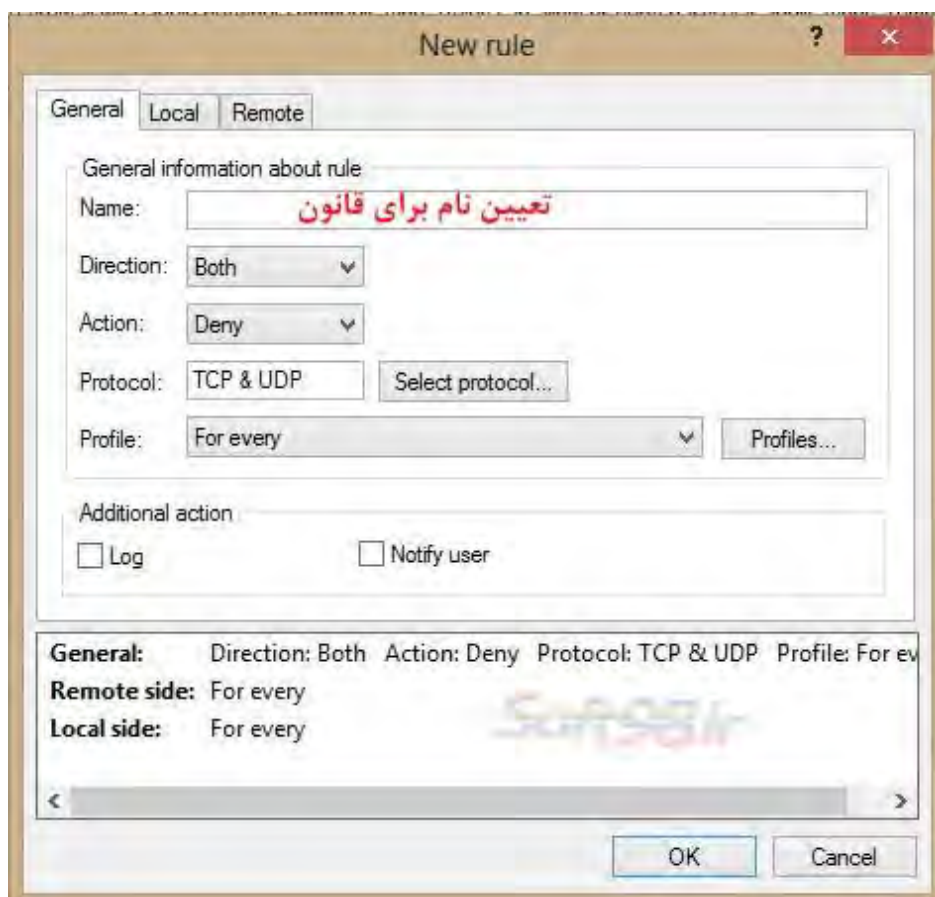 New rule
?
General Local Remote
General information about rule
Name: تعیین نام برای قانون
Direction: Both
Action: Deny
Protocol: TCP & UDP Select protocol...
Profile: For every Profiles...
Additional action
Log Notify user
General: Direction: Both Action: Deny Protocol: TCP & UDP Profile: For ev
Remote side: For every
Local side: For every
Soft98.ir
OK Cancel